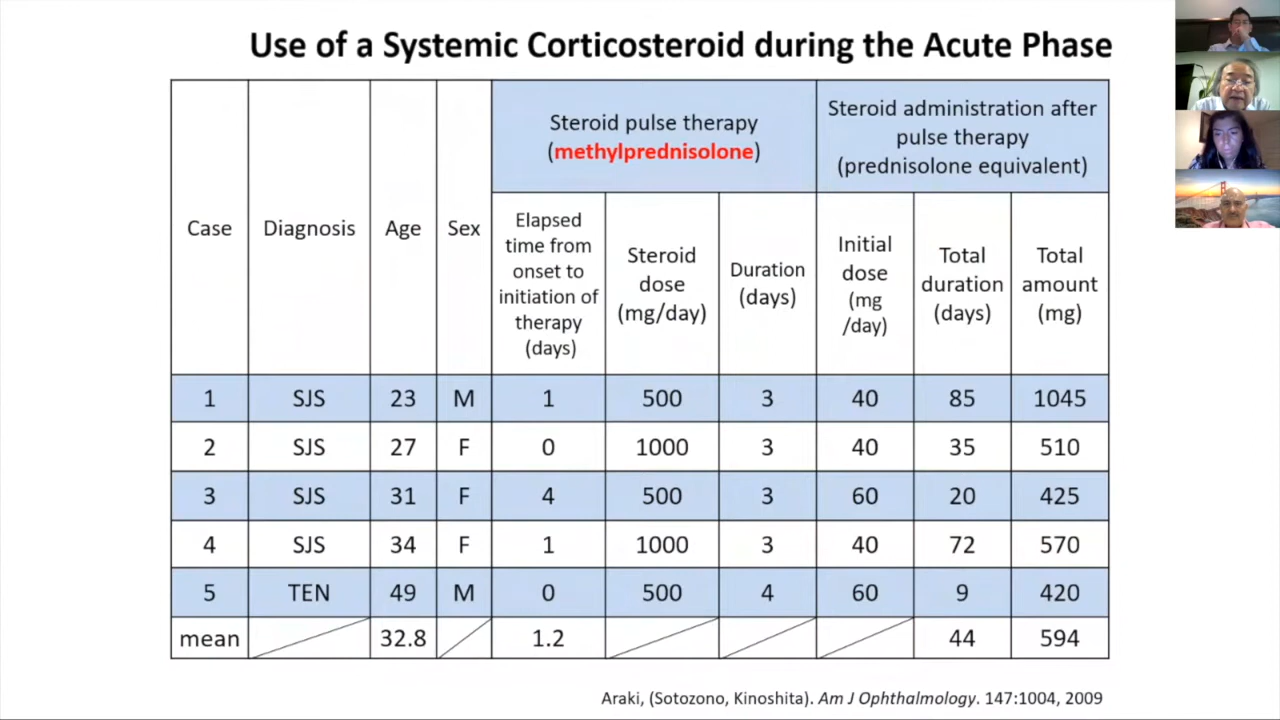 Use of a Systemic Corticosteroid during the Acute Phase
Case
Diagnosis
Age
Sex
Steroid pulse therapy
(methylprednisolone)
Steroid administration after
pulse therapy
(prednisolone equivalent)
Elapsed
time from
onset to
initiation of
therapy
(days)
Steroid
dose
(mg/day)
Duration
(days)
Initial
dose
(mg
/day)
Total
duration
(days)
Total
amount
(mg)
1 SJS 23 M 1 500 3 40 85 1045
2 SJS 27 F 0 1000 3 40 35 510
3 SJS 31 F 4 500 3 60 20 425
4 SJS 34 F 1 1000 3 40 72 570
5 TEN 49 M 0 500 4 60 9 420
mean 32.8 1.2 44 594
Araki, (Sotozono, Kinoshita). Am J Ophthalmology. 147:1004, 2009